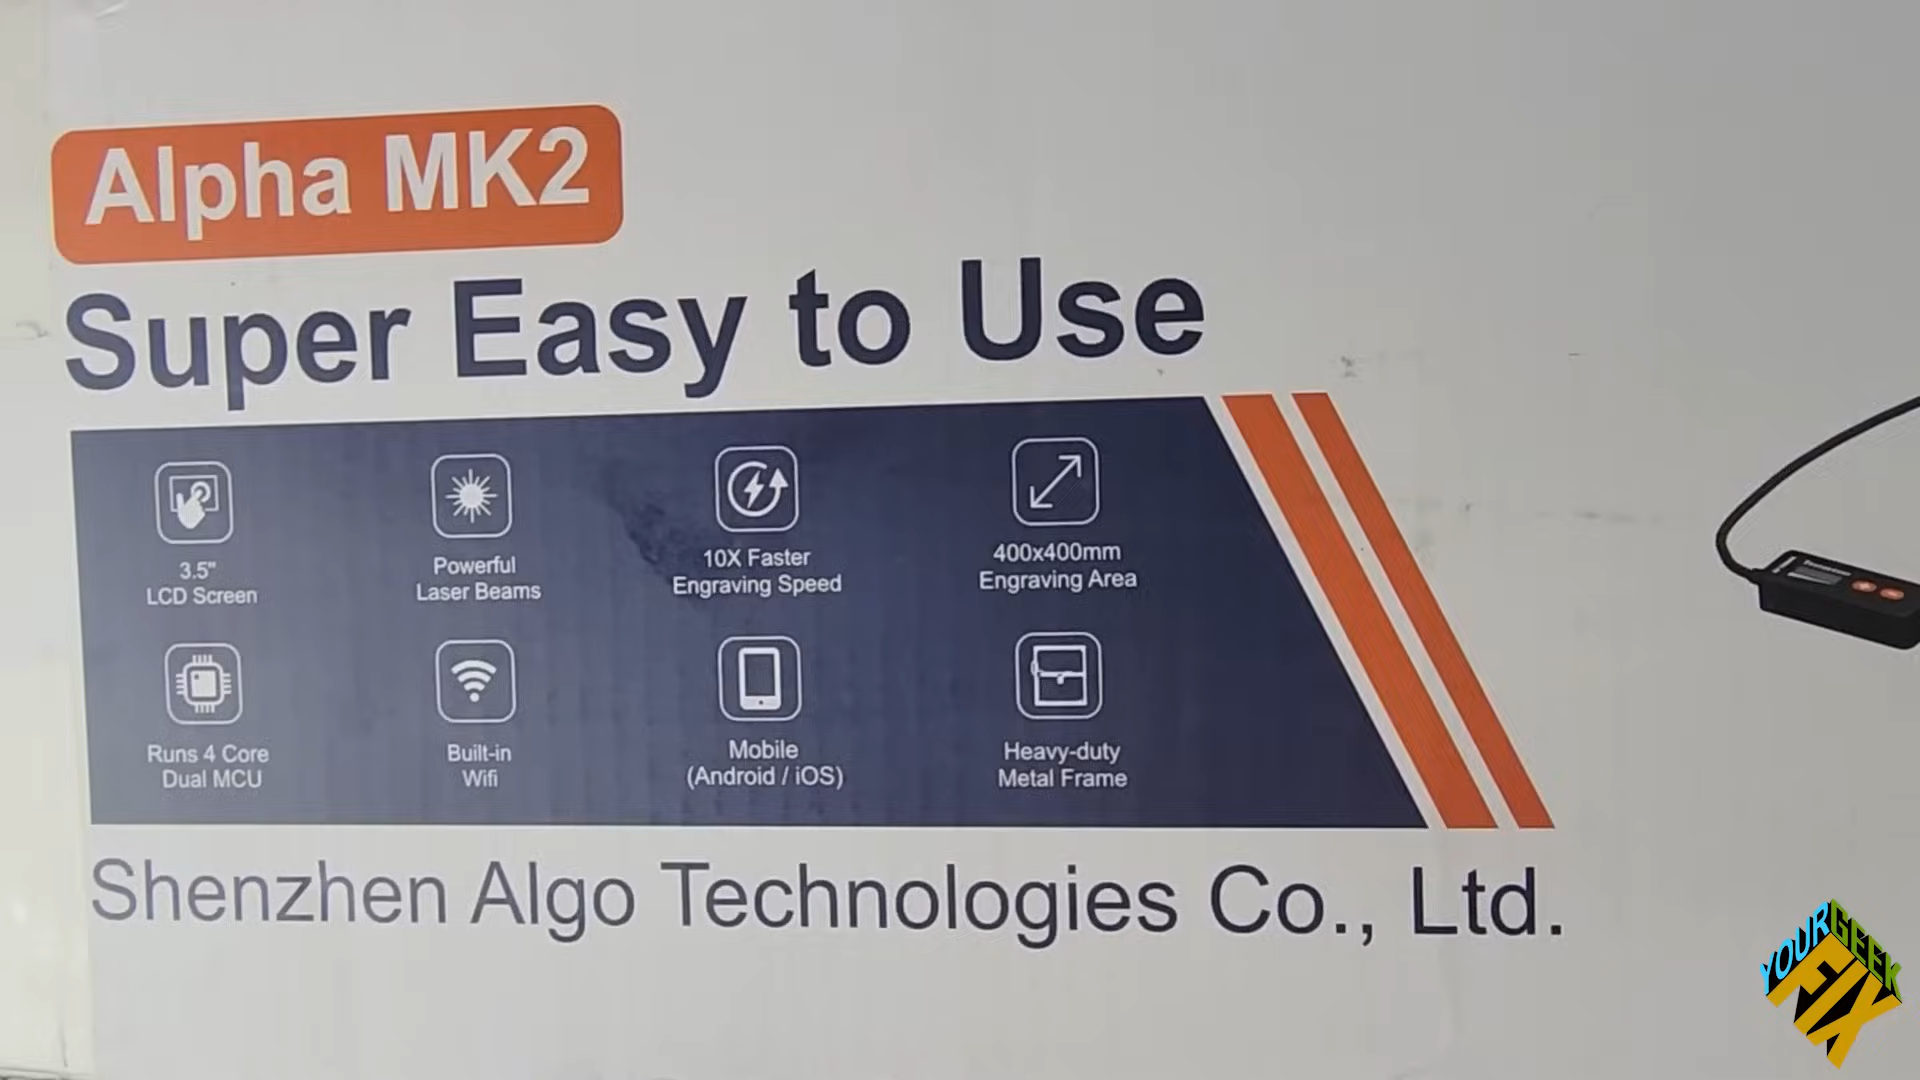 Alpha MK2
Super Easy to Use
3.5"
LCD Screen
Powerful
Laser Beams
10X Faster
Engraving Speed
400x400mm
Engraving Area
Runs 4 Core
Dual MCU
Built-in
Wifi
Mobile
(Android / iOS)
Heavy-duty
Metal Frame
Shenzhen Algo Technologies Co., Ltd.
YOURGEEK
FIX